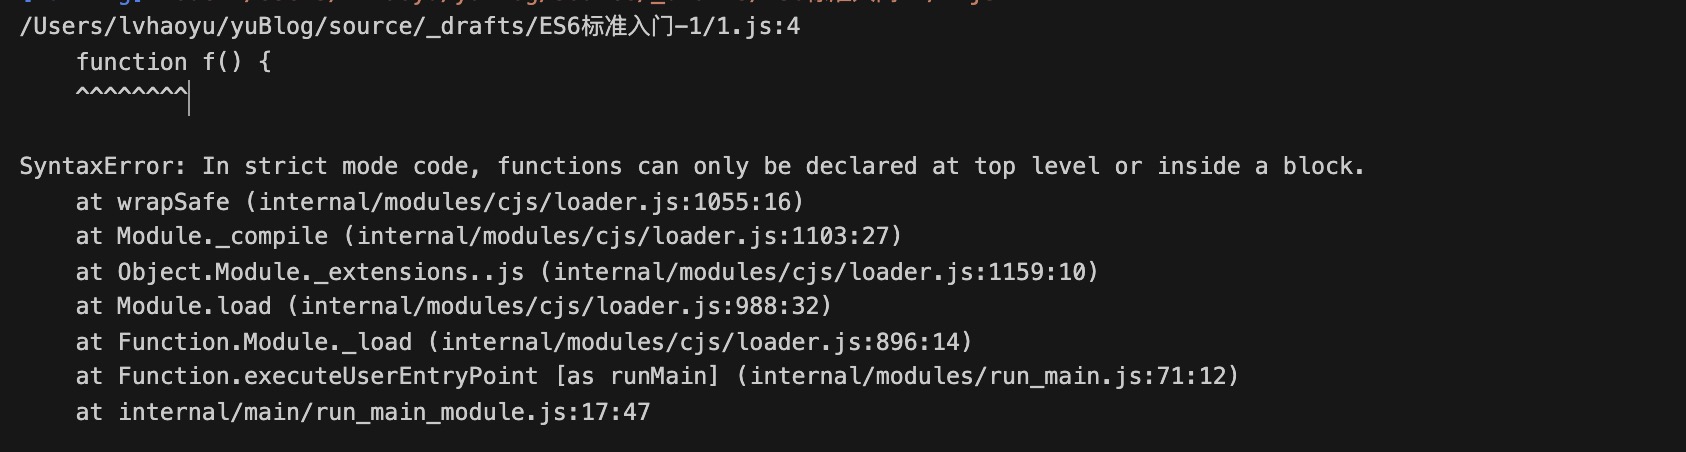 /Users/lvhaoyu/yuBlog/source/_drafts/ES6标准入门-1/1.js:4
    function f() {
    ^^^^^^^^

SyntaxError: In strict mode code, functions can only be declared at top level or inside a block.
    at wrapSafe (internal/modules/cjs/loader.js:1055:16)
    at Module._compile (internal/modules/cjs/loader.js:1103:27)
    at Object.Module._extensions..js (internal/modules/cjs/loader.js:1159:10)
    at Module.load (internal/modules/cjs/loader.js:988:32)
    at Function.Module._load (internal/modules/cjs/loader.js:896:14)
    at Function.executeUserEntryPoint [as runMain] (internal/modules/run_main.js:71:12)
    at internal/main/run_main_module.js:17:47